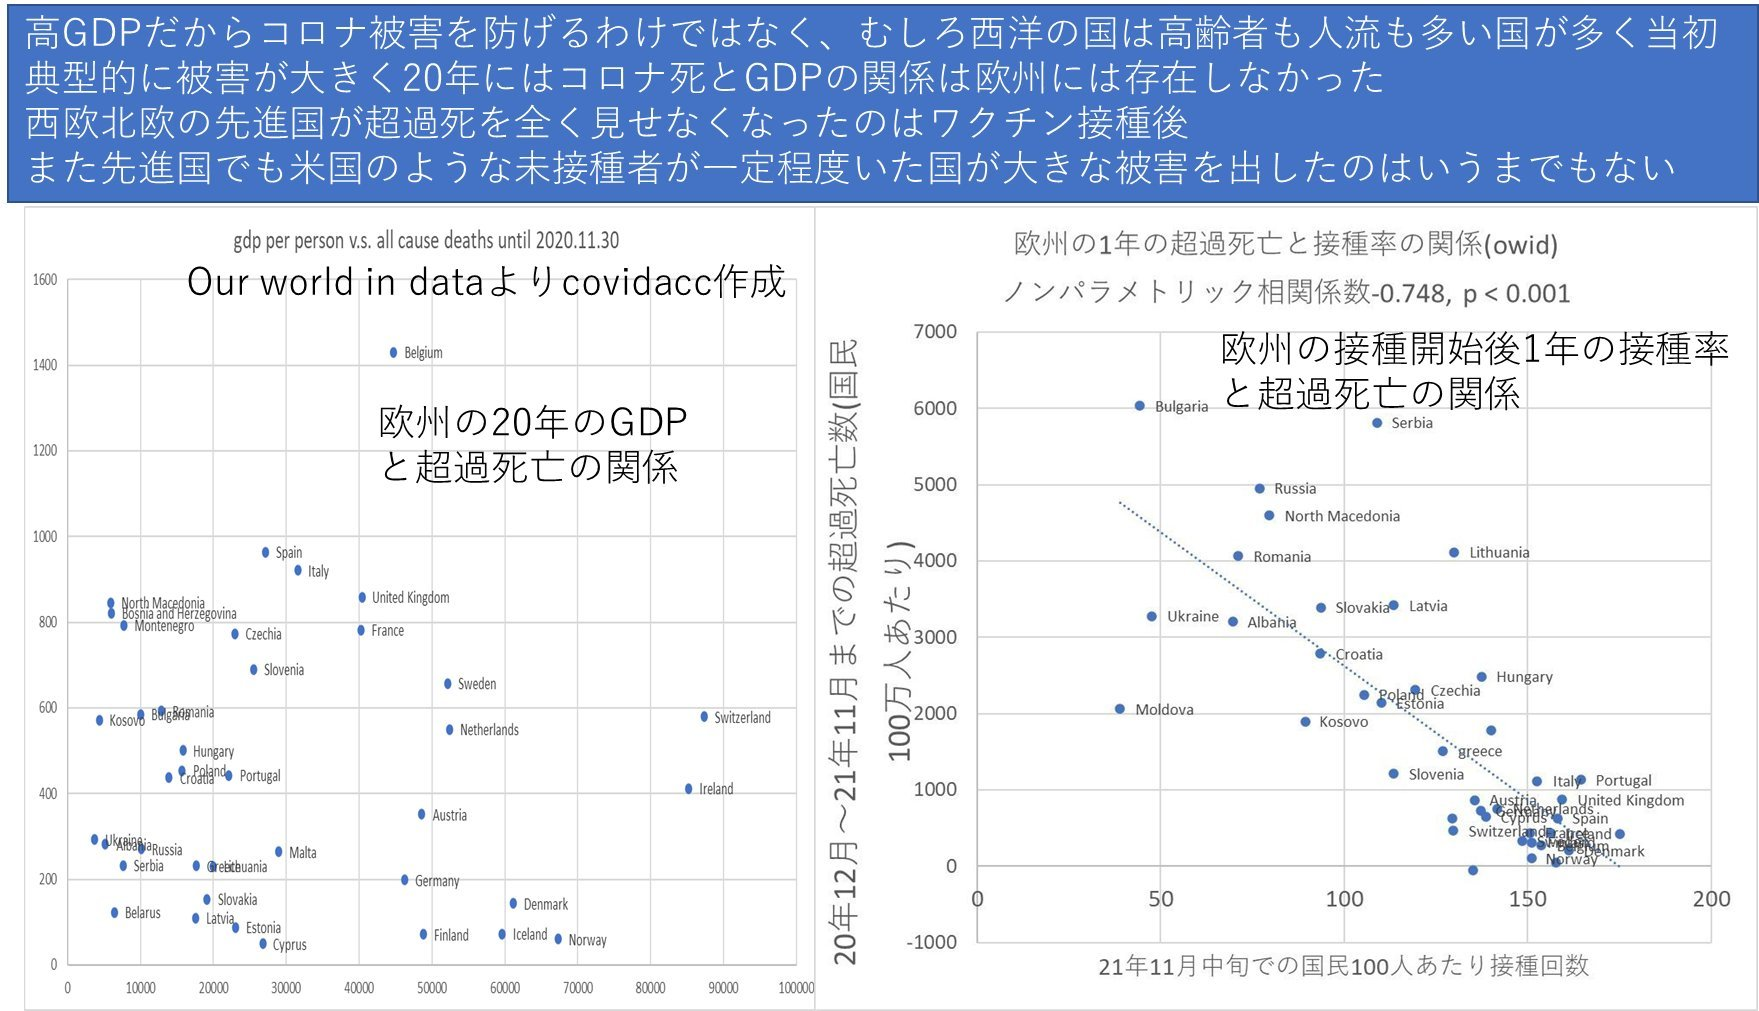 高GDPだからコロナ被害を防げるわけではなく、むしろ西洋の国は高齢者も人流も多い国が多く当初
典型的に被害が大きく20年にはコロナ死とGDPの関係は欧州には存在しなかった
西欧北欧の先進国が超過死を全く見せなくなったのはワクチン接種後
また先進国でも米国のような未接種者が一定程度いた国が大きな被害を出したのはいうまでもない
gdp per person v.s. all cause deaths until 2020.11.30
Our world in dataよりcovidacc作成
欧州の20年のGDP
と超過死亡の関係
1600
1400
1200
1000
800
600
400
200
0
Belgium
Spain
Italy
North Macedonia
United Kingdom
Bosnia and Herzegovina
Montenegro
Czechia
France
Slovenia
Sweden
Kosovo
Bulgaria
Romania
Switzerland
Netherlands
Hungary
Poland
Croatia
Portugal
Ireland
Austria
Ukraine
Albania
Russia
Malta
Serbia
Greece
Lithuania
Germany
Slovakia
Denmark
Belarus
Latvia
Estonia
Finland
Iceland
Norway
Cyprus
0 10000 20000 30000 40000 50000 60000 70000 80000 90000 100000
欧州の1年の超過死亡と接種率の関係(owid)
ノンパラメトリック相関係数-0.748, p < 0.001
欧州の接種開始後1年の接種率
と超過死亡の関係
20年12月～21年11月までの超過死亡数(国民
100万人あたり)
7000
6000
5000
4000
3000
2000
1000
0
-1000
Bulgaria
Serbia
Russia
North Macedonia
Romania
Lithuania
Slovakia
Latvia
Ukraine
Albania
Croatia
Hungary
Czechia
Poland
Estonia
Moldova
Kosovo
greece
Slovenia
Italy
Portugal
Austria
United Kingdom
Netherlands
Germany
Cyprus
Spain
Switzerland
France
Ireland
Belgium
Denmark
Norway
0 50 100 150 200
21年11月中旬での国民100人あたり接種回数